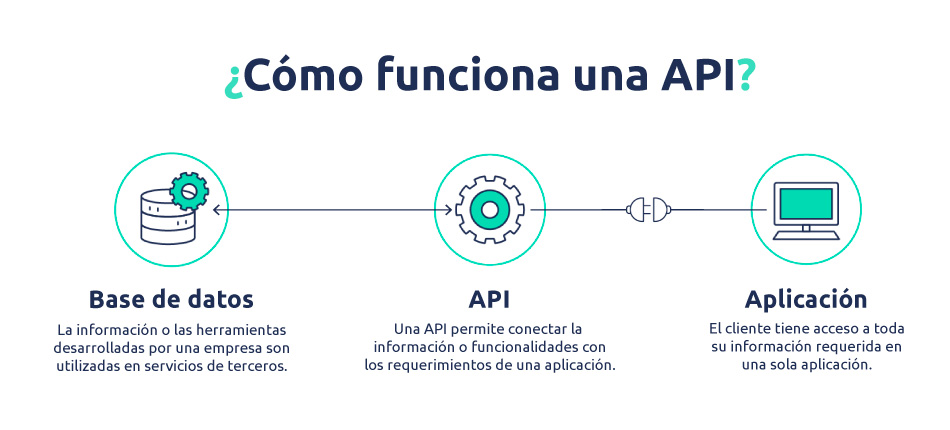 ¿Cómo funciona una API?
Base de datos
La información o las herramientas
desarrolladas por una empresa son
utilizadas en servicios de terceros.
API
Una API permite conectar la
información o funcionalidades con
los requerimientos de una aplicación.
Aplicación
El cliente tiene acceso a toda
su información requerida en
una sola aplicación.